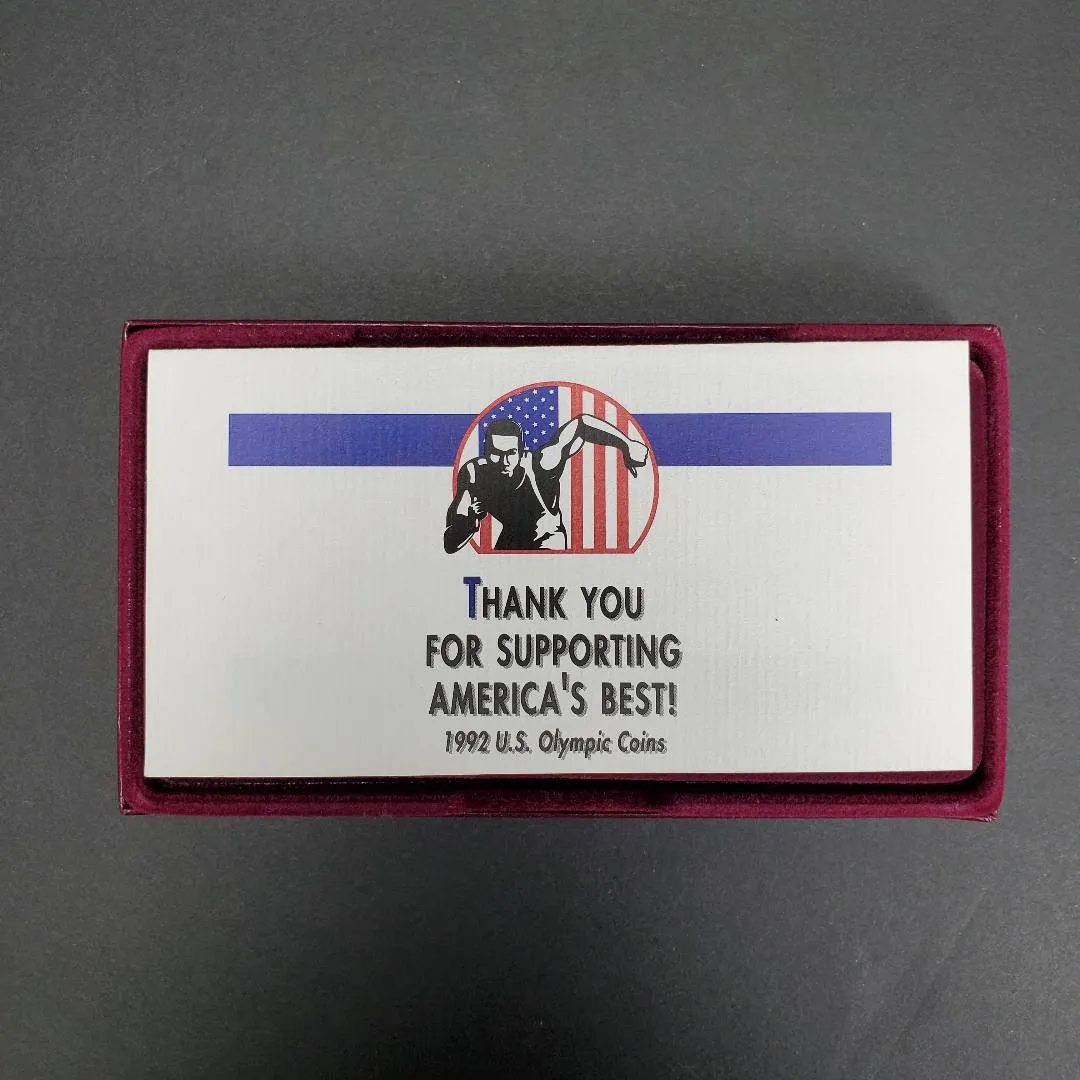 THANK YOU
FOR SUPPORTING
AMERICA'S BEST!
1992 U.S. Olympic Coins